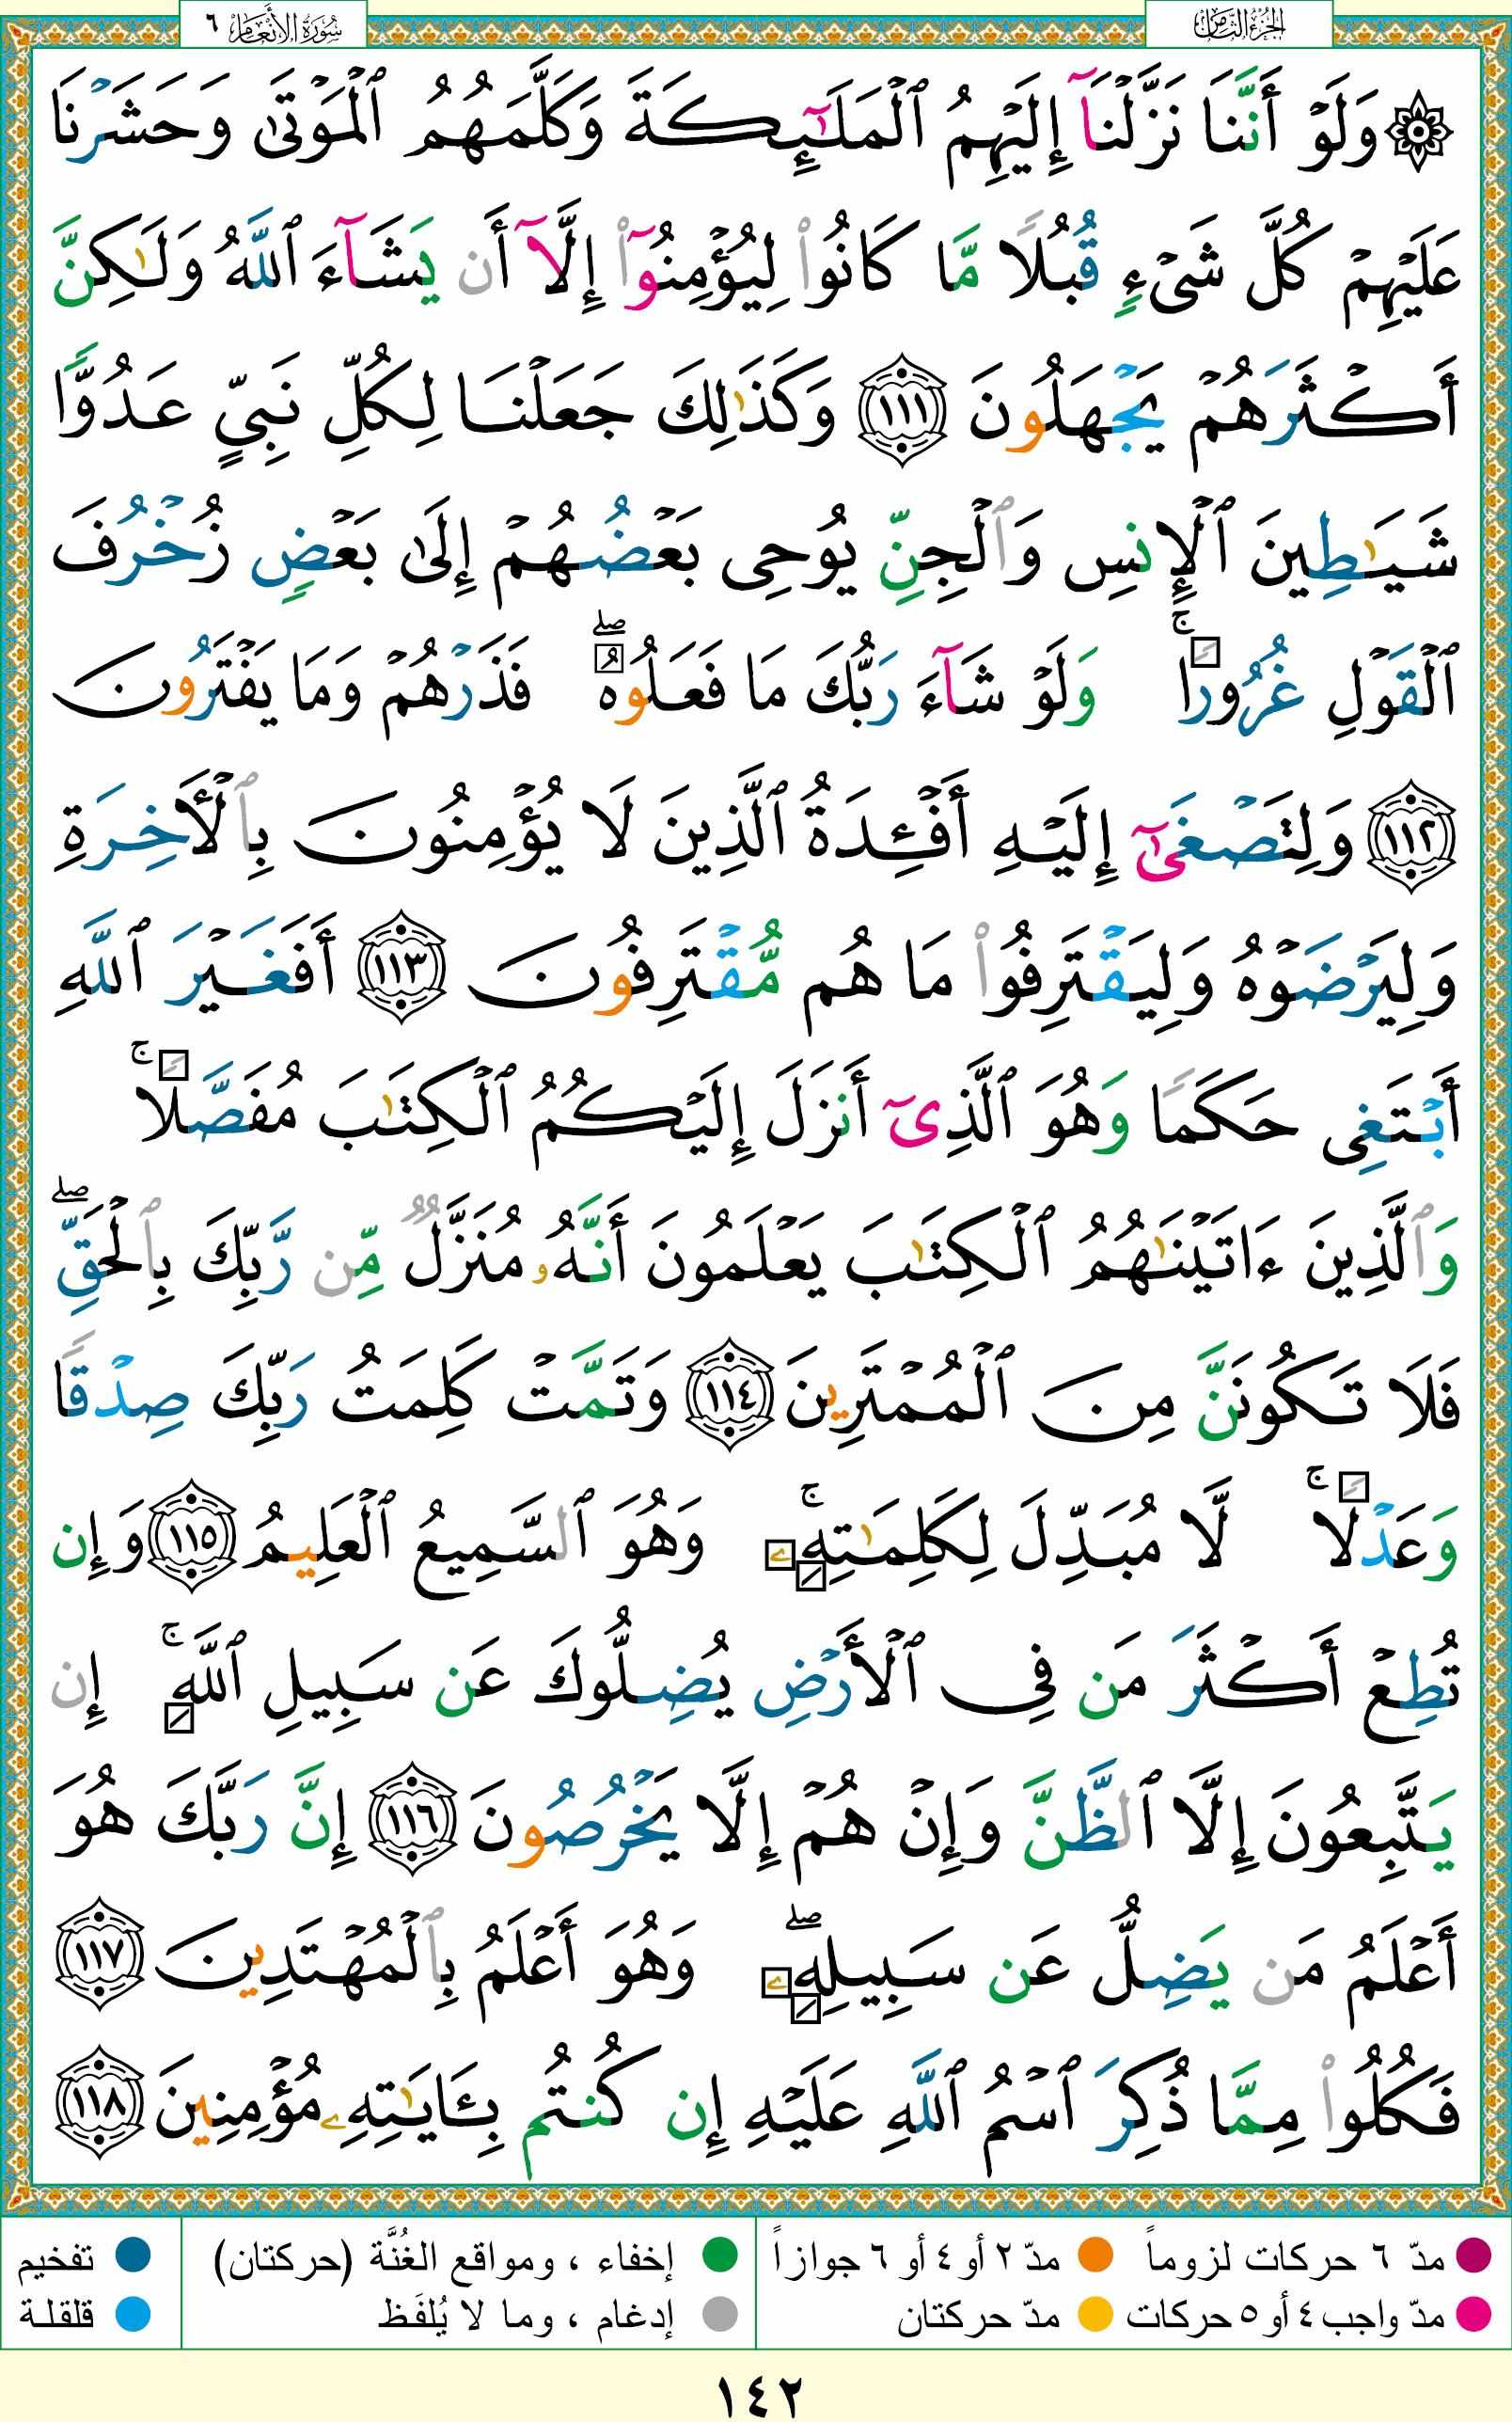 الجزء الثامن
سورة الأنعام ٦
۞ وَلَوْ أَنَّنَا نَزَّلْنَآ إِلَيْهِمُ ٱلْمَلَـٰٓئِكَةَ وَكَلَّمَهُمُ ٱلْمَوْتَىٰ وَحَشَرْنَا
عَلَيْهِمْ كُلَّ شَىْءٍ قُبُلًا مَّا كَانُوا۟ لِيُؤْمِنُوٓا۟ إِلَّآ أَن يَشَآءَ ٱللَّهُ وَلَـٰكِنَّ
أَكْثَرَهُمْ يَجْهَلُونَ ١١١ وَكَذَٰلِكَ جَعَلْنَا لِكُلِّ نَبِىٍّ عَدُوًّا
شَيَـٰطِينَ ٱلْإِنسِ وَٱلْجِنِّ يُوحِى بَعْضُهُمْ إِلَىٰ بَعْضٍ زُخْرُفَ
ٱلْقَوْلِ غُرُورًا ۚ وَلَوْ شَآءَ رَبُّكَ مَا فَعَلُوهُ ۖ فَذَرْهُمْ وَمَا يَفْتَرُونَ
١١٢ وَلِتَصْغَىٰٓ إِلَيْهِ أَفْـِٔدَةُ ٱلَّذِينَ لَا يُؤْمِنُونَ بِٱلْـَٔاخِرَةِ
وَلِيَرْضَوْهُ وَلِيَقْتَرِفُوا۟ مَا هُم مُّقْتَرِفُونَ ١١٣ أَفَغَيْرَ ٱللَّهِ
أَبْتَغِى حَكَمًا وَهُوَ ٱلَّذِىٓ أَنزَلَ إِلَيْكُمُ ٱلْكِتَـٰبَ مُفَصَّلًا ۚ
وَٱلَّذِينَ ءَاتَيْنَـٰهُمُ ٱلْكِتَـٰبَ يَعْلَمُونَ أَنَّهُۥ مُنَزَّلٌ مِّن رَّبِّكَ بِٱلْحَقِّ ۖ
فَلَا تَكُونَنَّ مِنَ ٱلْمُمْتَرِينَ ١١٤ وَتَمَّتْ كَلِمَتُ رَبِّكَ صِدْقًا
وَعَدْلًا ۚ لَّا مُبَدِّلَ لِكَلِمَـٰتِهِۦ ۚ وَهُوَ ٱلسَّمِيعُ ٱلْعَلِيمُ ١١٥ وَإِن
تُطِعْ أَكْثَرَ مَن فِى ٱلْأَرْضِ يُضِلُّوكَ عَن سَبِيلِ ٱللَّهِ ۚ إِن
يَتَّبِعُونَ إِلَّا ٱلظَّنَّ وَإِنْ هُمْ إِلَّا يَخْرُصُونَ ١١٦ إِنَّ رَبَّكَ هُوَ
أَعْلَمُ مَن يَضِلُّ عَن سَبِيلِهِۦ ۖ وَهُوَ أَعْلَمُ بِٱلْمُهْتَدِينَ ١١٧
فَكُلُوا۟ مِمَّا ذُكِرَ ٱسْمُ ٱللَّهِ عَلَيْهِ إِن كُنتُم بِـَٔايَـٰتِهِۦ مُؤْمِنِينَ ١١٨
مدّ ٦ حركات لزوماً مدّ ٢ أو ٤ أو ٦ جوازاً إخفاء ، ومواقع الغُنَّة (حركتان) تفخيم
مدّ واجب ٤ أو ٥ حركات مدّ حركتان إدغام ، وما لا يُلفَظ قلقلة
١٤٢